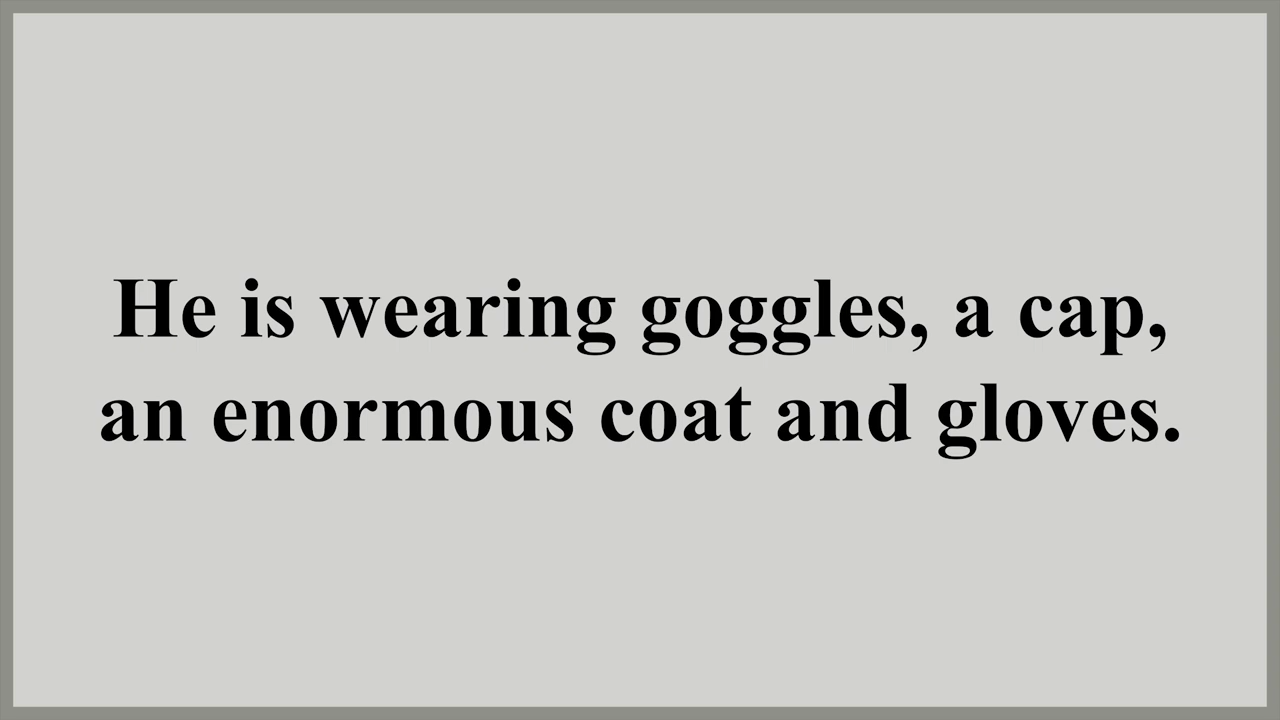 He is wearing goggles, a cap,
an enormous coat and gloves.